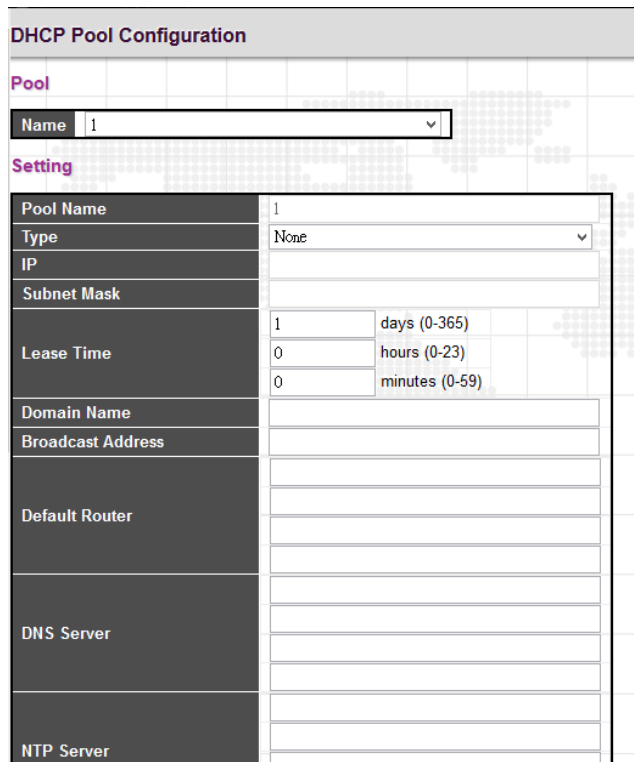 DHCP Pool Configuration
Pool
Name 1
Setting
Pool Name 1
Type None
IP
Subnet Mask
Lease Time
1 days (0-365)
0 hours (0-23)
0 minutes (0-59)
Domain Name
Broadcast Address
Default Router
DNS Server
NTP Server